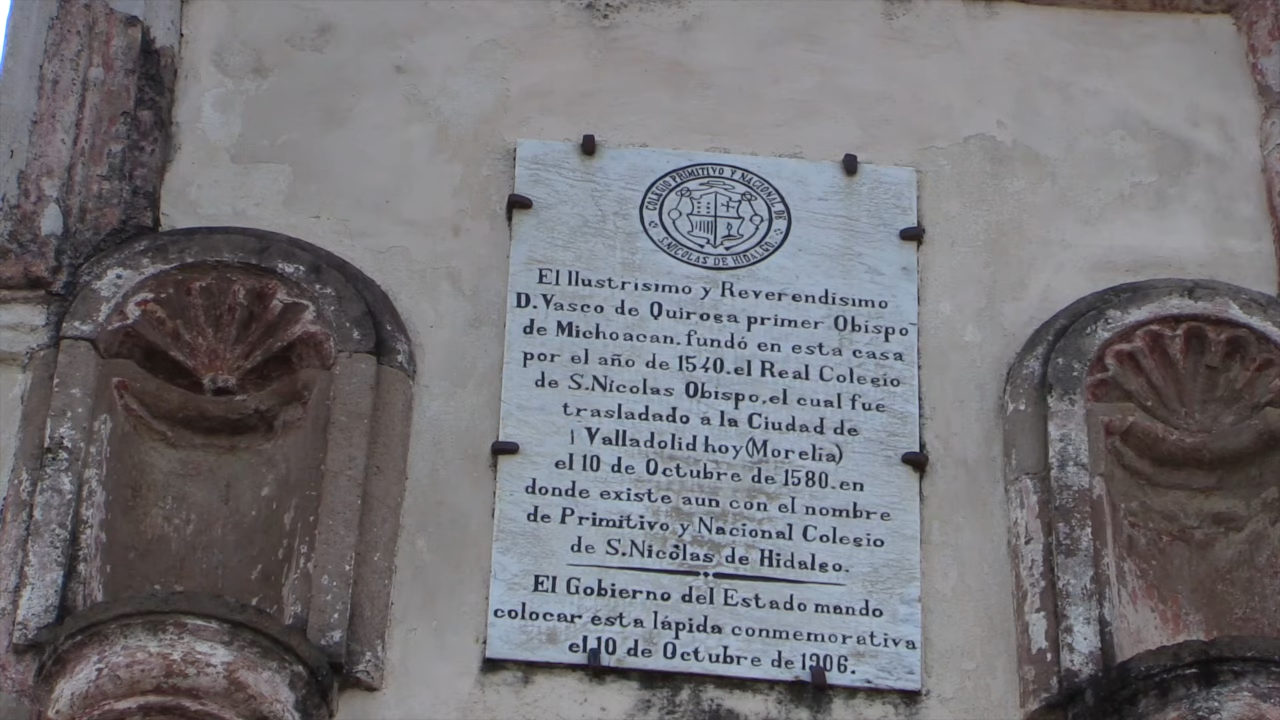 COLEGIO PRIMITIVO Y NACIONAL DE
S. NICOLAS DE HIDALGO.
El Ilustrisimo y Reverendisimo
D. Vasco de Quiroga primer Obispo
de Michoacan. fundó en esta casa
por el año de 1540. el Real Colegio
de S. Nicolas Obispo, el cual fue
trasladado a la Ciudad de
Valladolid hoy (Morelia)
el 10 de Octubre de 1580. en
donde existe aun con el nombre
de Primitivo y Nacional Colegio
de S. Nicolas de Hidalgo.
El Gobierno del Estado mando
colocar esta lápida conmemorativa
el 10 de Octubre de 1906.